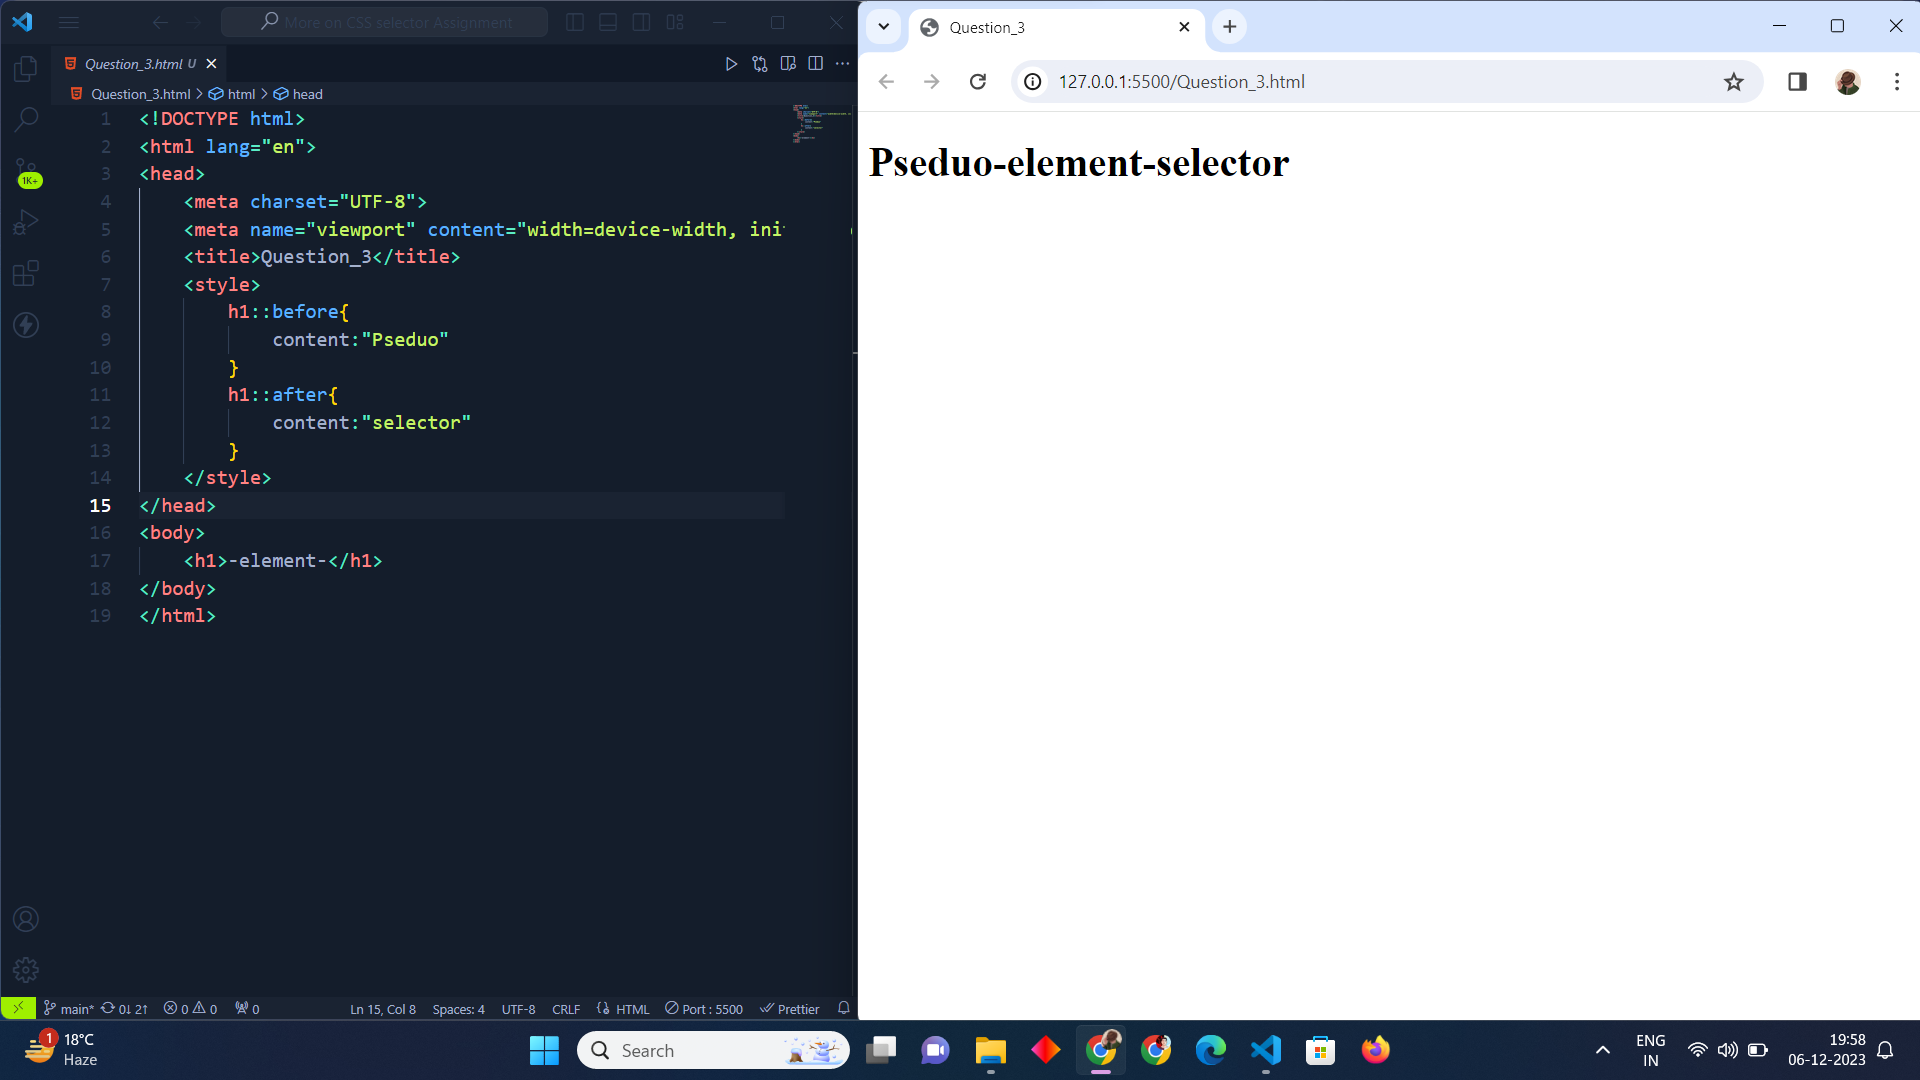 More on CSS selector Assignment
Question_3.html U
Question_3.html > html > head
1 <!DOCTYPE html>
2 <html lang="en">
3 <head>
4 <meta charset="UTF-8">
5 <meta name="viewport" content="width=device-width, ini
6 <title>Question_3</title>
7 <style>
8 h1::before{
9 content:"Pseduo"
10 }
11 h1::after{
12 content:"selector"
13 }
14 </style>
15 </head>
16 <body>
17 <h1>-element-</h1>
18 </body>
19 </html>
1K+
main* 0↓ 2↑ 0 0 0 Ln 15, Col 8 Spaces: 4 UTF-8 CRLF HTML Port : 5500 Prettier
Question_3
127.0.0.1:5500/Question_3.html
Pseduo-element-selector
1
18°C
Haze
Search
ENG
IN
19:58
06-12-2023